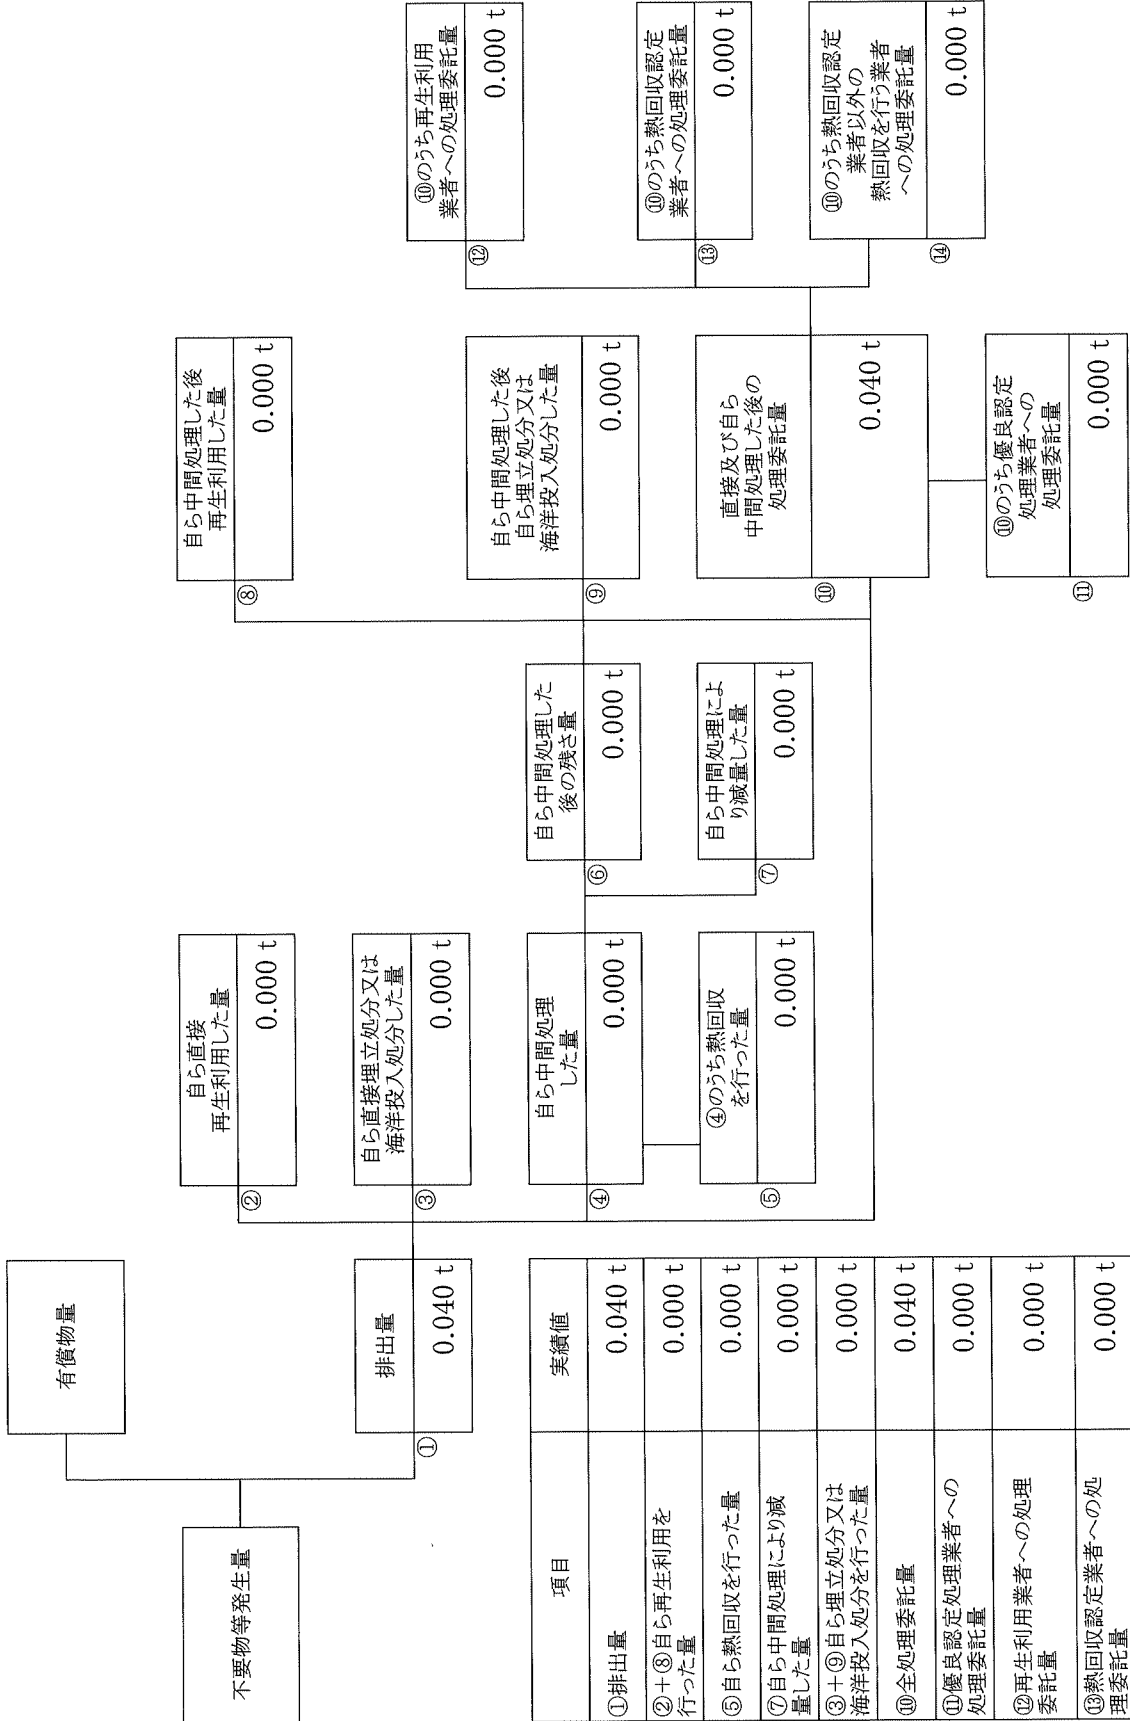 不要物等発生量
有償物量
①
排出量
0.040 t
②
自ら直接
再生利用した量
0.000 t
③
自ら直接埋立処分又は
海洋投入処分した量
0.000 t
④
自ら中間処理
した量
0.000 t
⑤
④のうち熱回収
を行った量
0.000 t
⑥
自ら中間処理した
後の残さ量
0.000 t
⑦
自ら中間処理によ
り減量した量
0.000 t
⑧
自ら中間処理した後
再生利用した量
0.000 t
⑨
自ら中間処理した後
自ら埋立処分又は
海洋投入処分した量
0.000 t
⑩
直接及び自ら
中間処理した後の
処理委託量
0.040 t
⑪
⑩のうち優良認定
処理業者への
処理委託量
0.000 t
⑫
⑩のうち再生利用
業者への処理委託量
0.000 t
⑬
⑩のうち熱回収認定
業者への処理委託量
0.000 t
⑭
⑩のうち熱回収認定
業者以外の
熱回収を行う業者
への処理委託量
0.000 t
項目 実績値
①排出量 0.040 t
②＋⑧自ら再生利用を
行った量 0.000 t
⑤自ら熱回収を行った量 0.000 t
⑦自ら中間処理により減
量した量 0.000 t
③＋⑨自ら埋立処分又は
海洋投入処分を行った量 0.000 t
⑩全処理委託量 0.040 t
⑪優良認定処理業者への
処理委託量 0.000 t
⑫再生利用業者への処理
委託量 0.000 t
⑬熱回収認定業者への処
理委託量 0.000 t